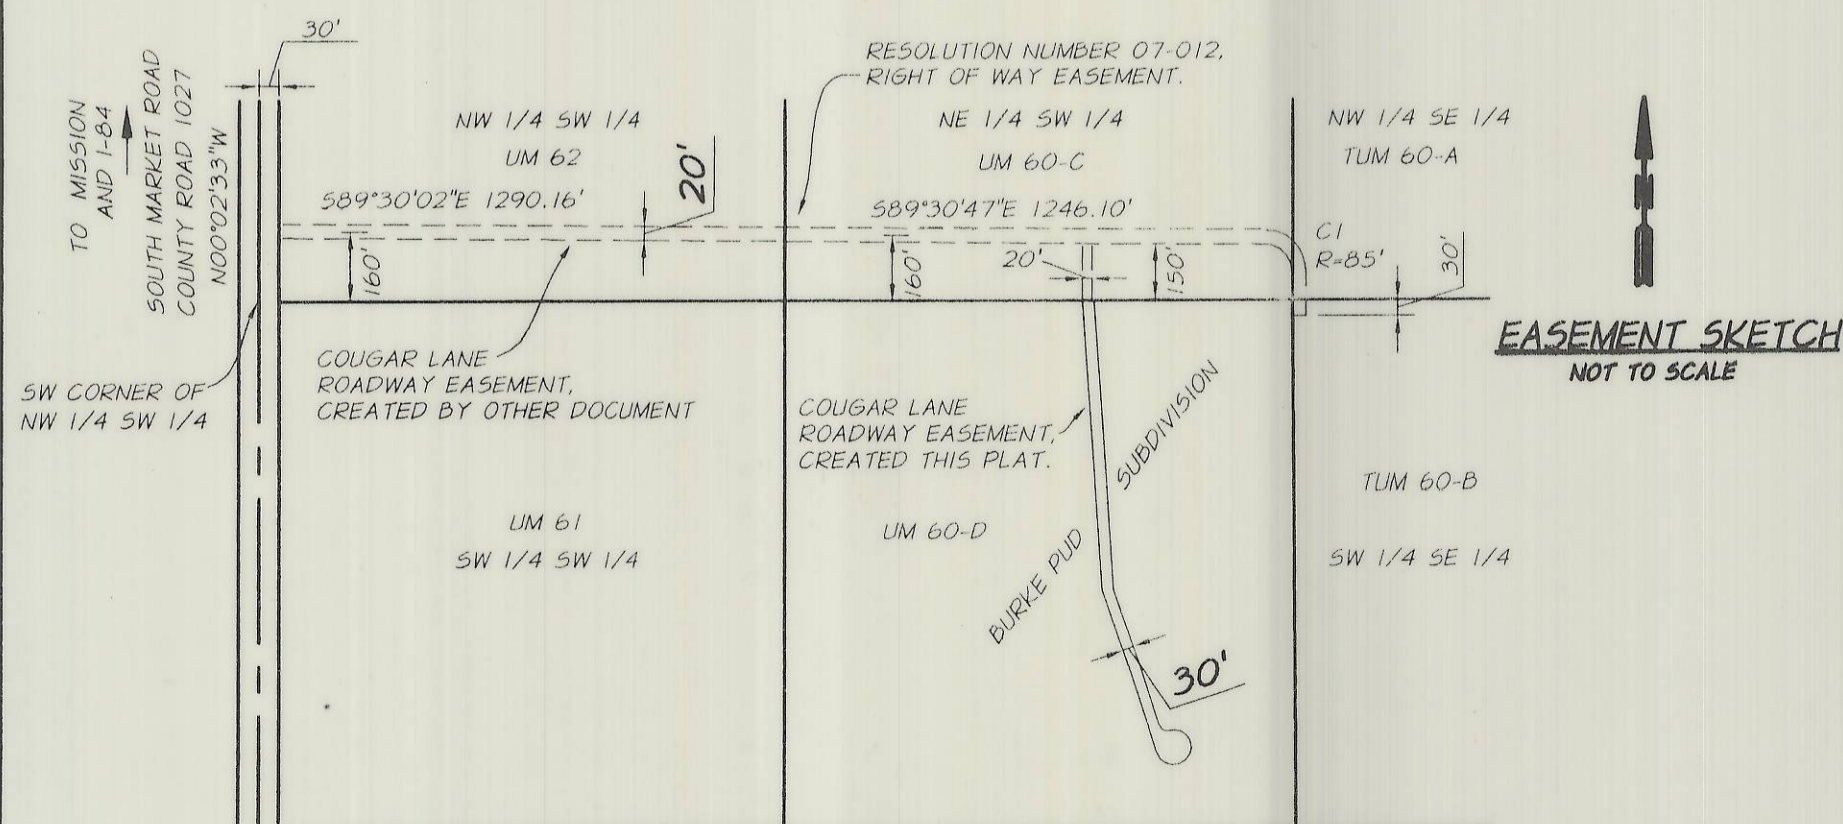 30'
TO MISSION
AND I-84
SOUTH MARKET ROAD
COUNTY ROAD 1027
N00°02'33"W
RESOLUTION NUMBER 07-012,
RIGHT OF WAY EASEMENT.
NW 1/4 SW 1/4
UM 62
20'
S89°30'02"E 1290.16'
NE 1/4 SW 1/4
UM 60-C
S89°30'47"E 1246.10'
NW 1/4 SE 1/4
TUM 60-A
C1
R=85'
30'
160'
160'
20'
150'
EASEMENT SKETCH
NOT TO SCALE
SW CORNER OF
NW 1/4 SW 1/4
COUGAR LANE
ROADWAY EASEMENT,
CREATED BY OTHER DOCUMENT
COUGAR LANE
ROADWAY EASEMENT,
CREATED THIS PLAT.
SUBDIVISION
BURKE PUD
UM 61
SW 1/4 SW 1/4
UM 60-D
TUM 60-B
SW 1/4 SE 1/4
30'